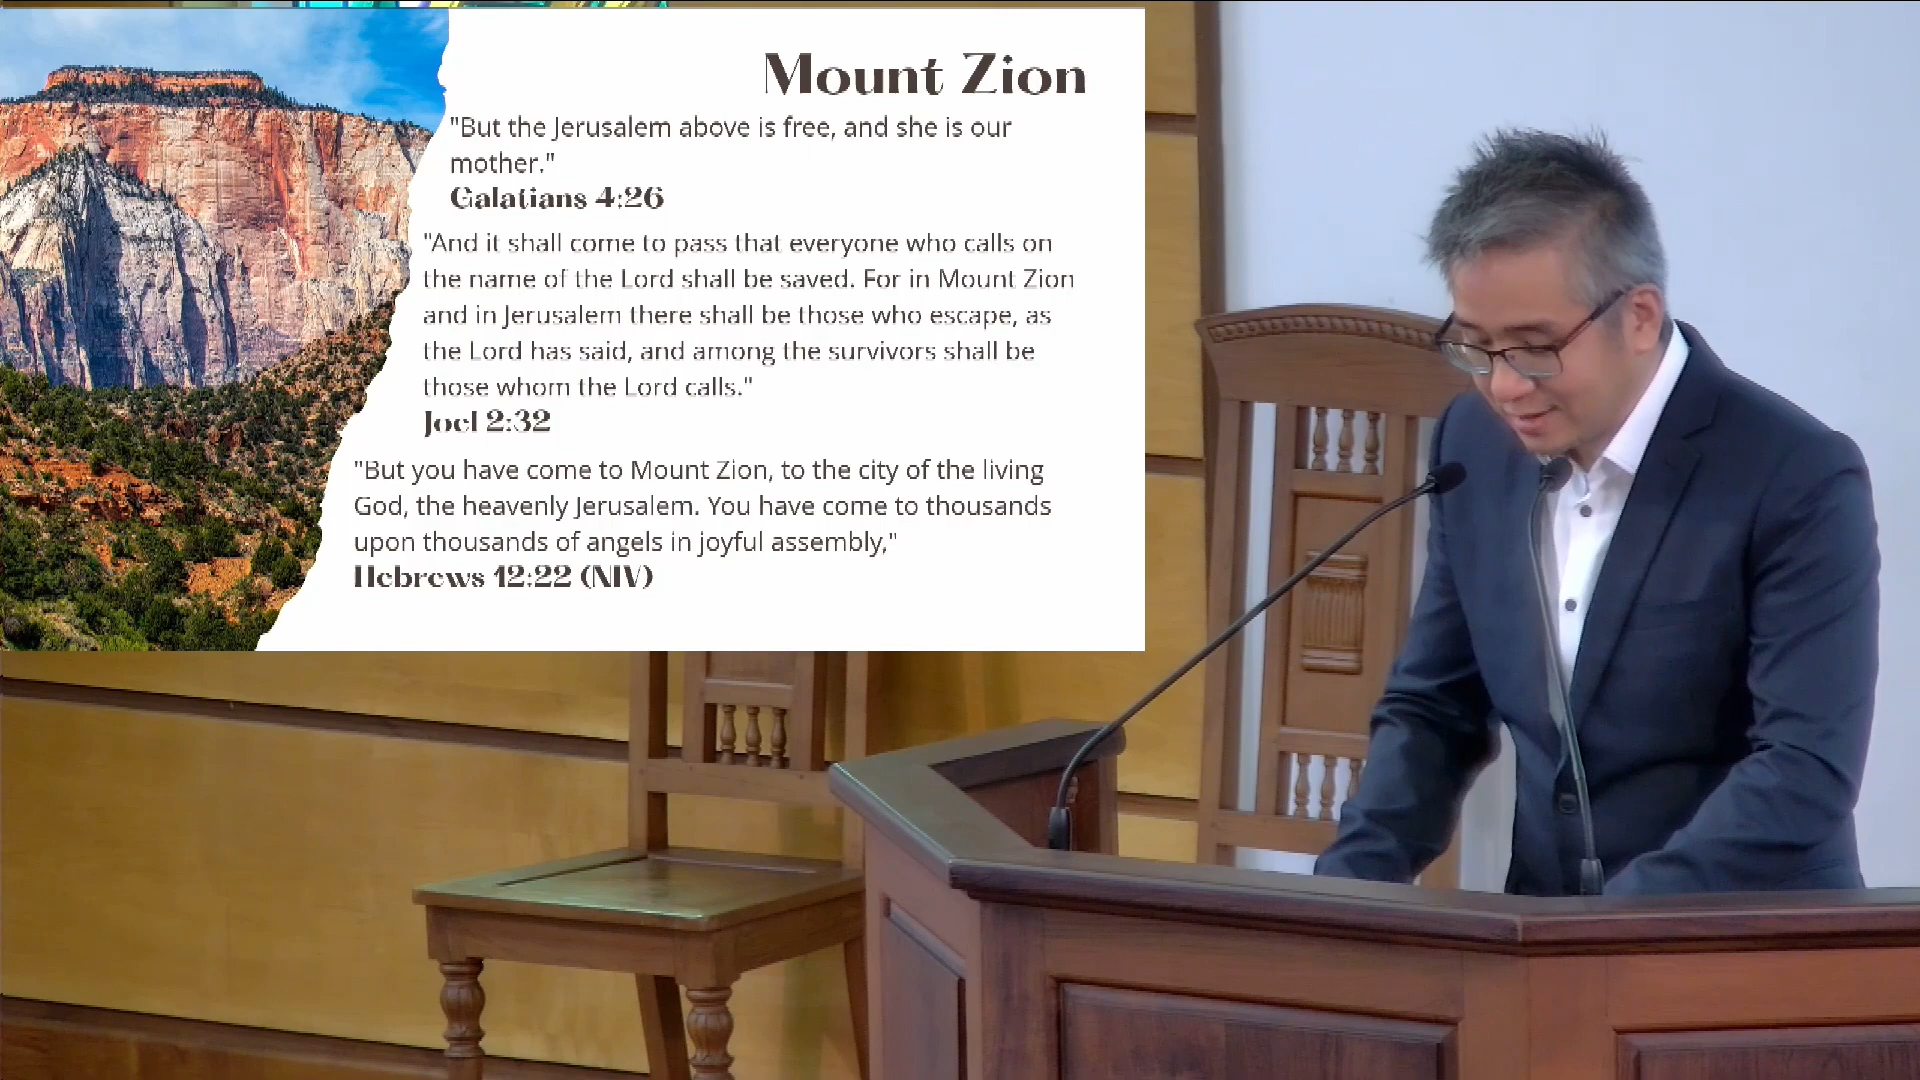 Mount Zion
"But the Jerusalem above is free, and she is our
mother."
Galatians 4:26
"And it shall come to pass that everyone who calls on
the name of the Lord shall be saved. For in Mount Zion
and in Jerusalem there shall be those who escape, as
the Lord has said, and among the survivors shall be
those whom the Lord calls."
Joel 2:32
"But you have come to Mount Zion, to the city of the living
God, the heavenly Jerusalem. You have come to thousands
upon thousands of angels in joyful assembly,"
Hebrews 12:22 (NIV)